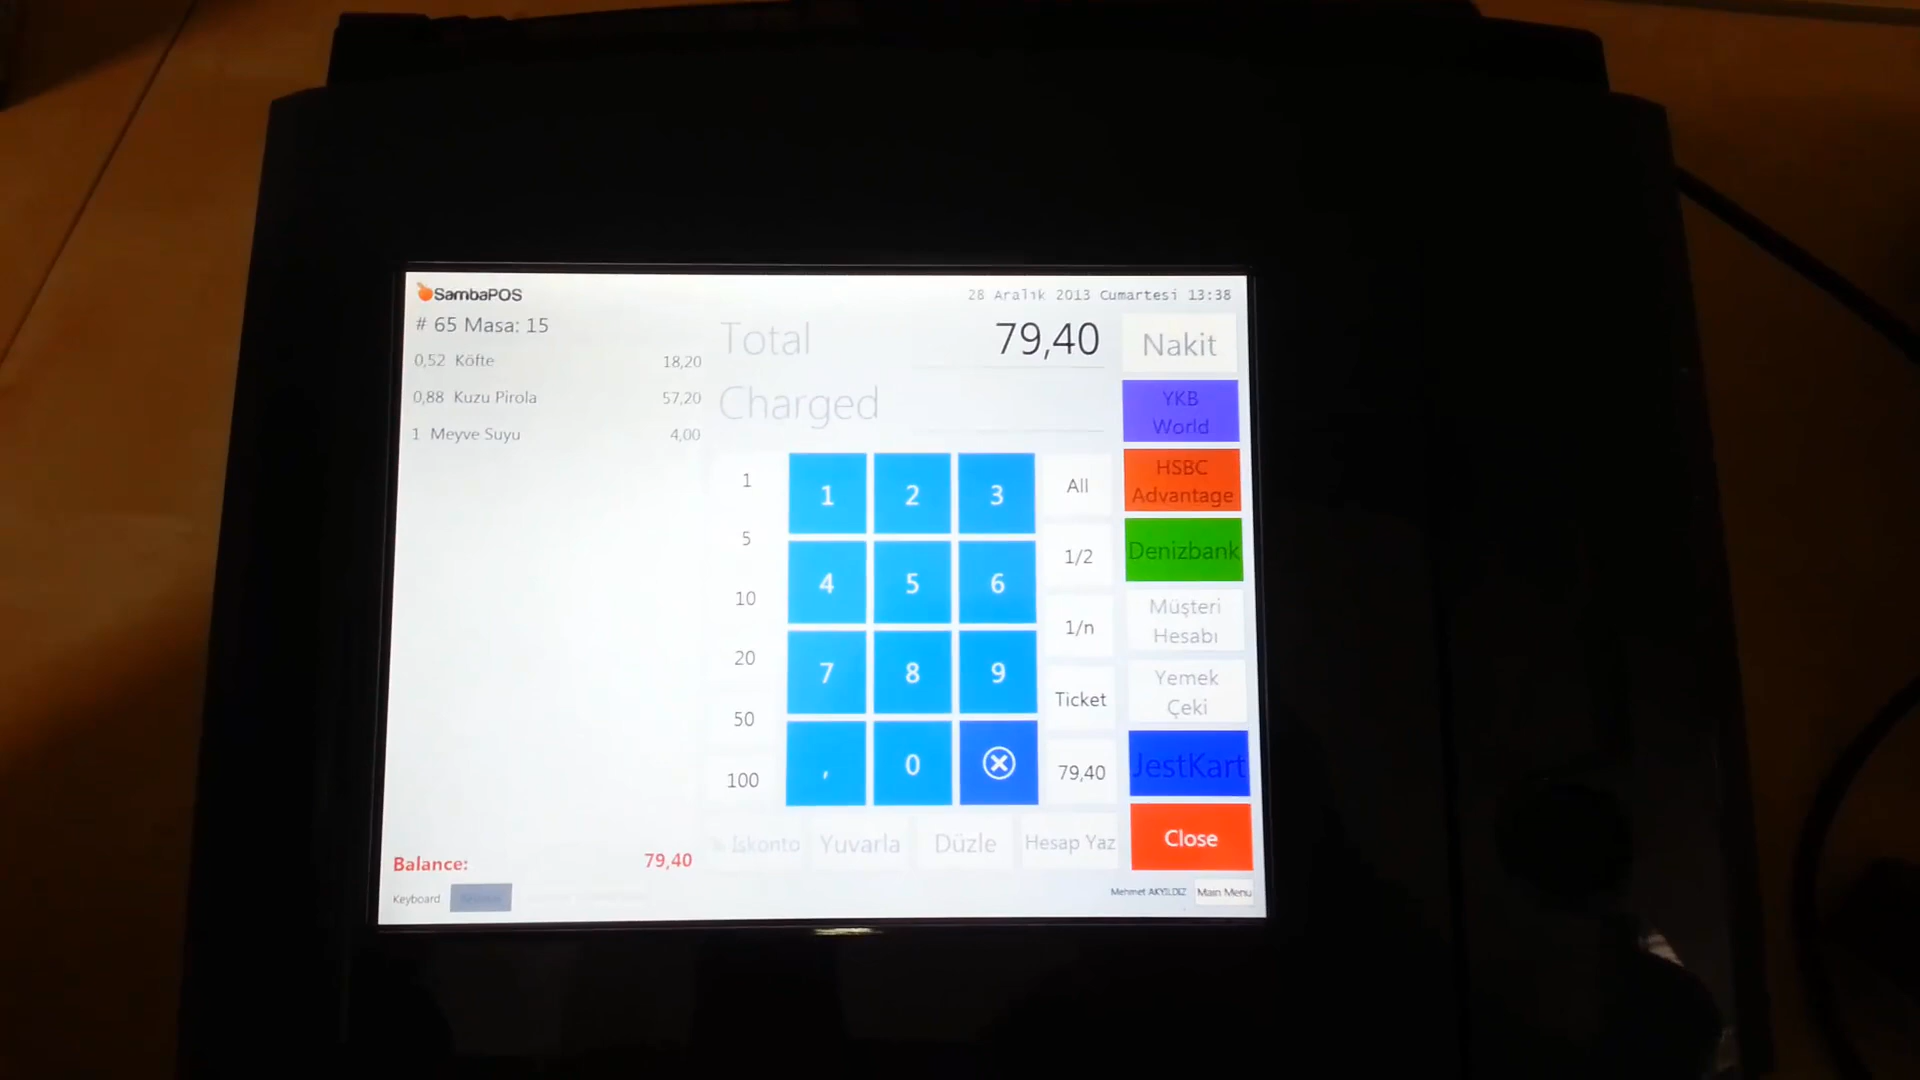 SambaPOS
28 Aralık 2013 Cumartesi 13:38
# 65 Masa: 15
0,52 Köfte 18,20
0,88 Kuzu Pirola 57,20
1 Meyve Suyu 4,00
Balance: 79,40
Total 79,40
Charged
1
5
10
20
50
100
1 2 3
4 5 6
7 8 9
, 0
All
1/2
1/n
Ticket
79,40
Nakit
YKB
World
HSBC
Advantage
Denizbank
Müşteri
Hesabı
Yemek
Çeki
JestKart
Close
İskonto Yuvarla Düzle Hesap Yaz
Keyboard
Mehmet AKYILDIZ Main Menu